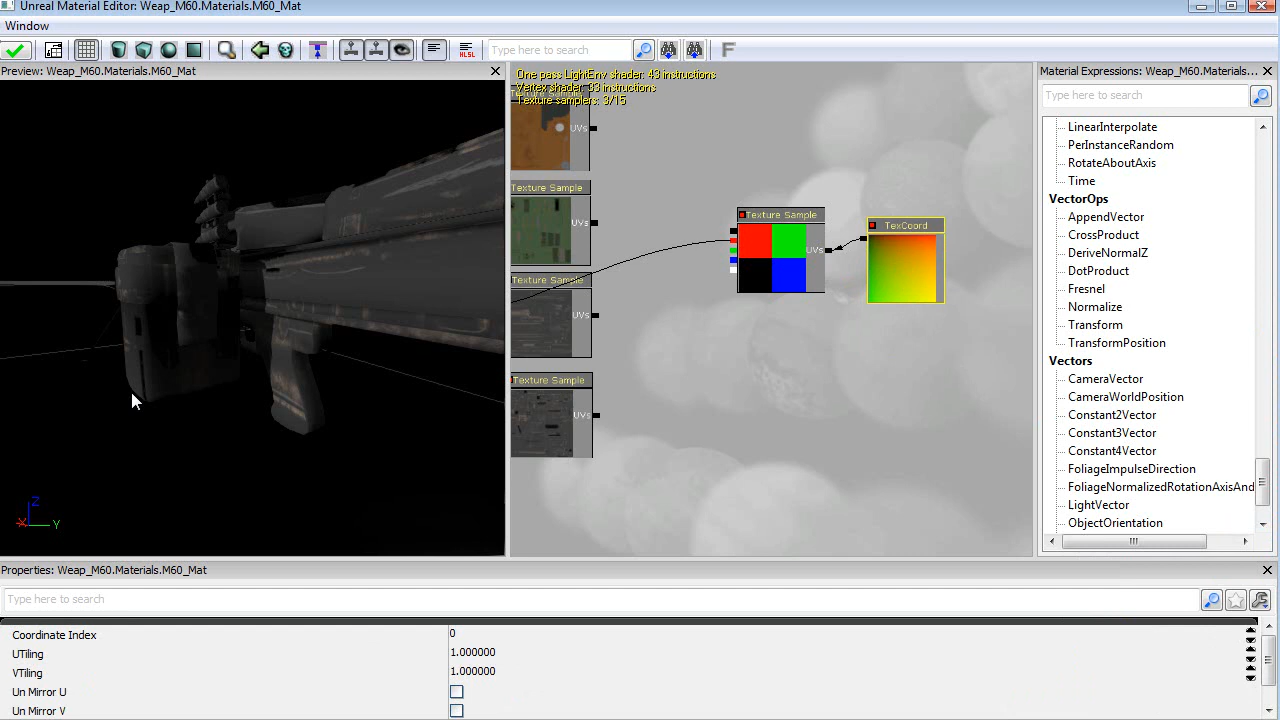 Unreal Material Editor: Weap_M60.Materials.M60_Mat
Window
HLSL
Type here to search
F
Preview: Weap_M60.Materials.M60_Mat
Z
X
Y
One pass LightEnv shader: 43 instructions
Vertex shader: 33 instructions
Texture samplers: 3/15
UVs
Texture Sample
UVs
Texture Sample
UVs
Texture Sample
UVs
Texture Sample
UVs
TexCoord
Material Expressions: Weap_M60.Materials...
Type here to search
LinearInterpolate
PerInstanceRandom
RotateAboutAxis
Time
VectorOps
AppendVector
CrossProduct
DeriveNormalZ
DotProduct
Fresnel
Normalize
Transform
TransformPosition
Vectors
CameraVector
CameraWorldPosition
Constant2Vector
Constant3Vector
Constant4Vector
FoliageImpulseDirection
FoliageNormalizedRotationAxisAnd
LightVector
ObjectOrientation
Properties: Weap_M60.Materials.M60_Mat
Type here to search
Coordinate Index 0
UTiling 1.000000
VTiling 1.000000
Un Mirror U
Un Mirror V